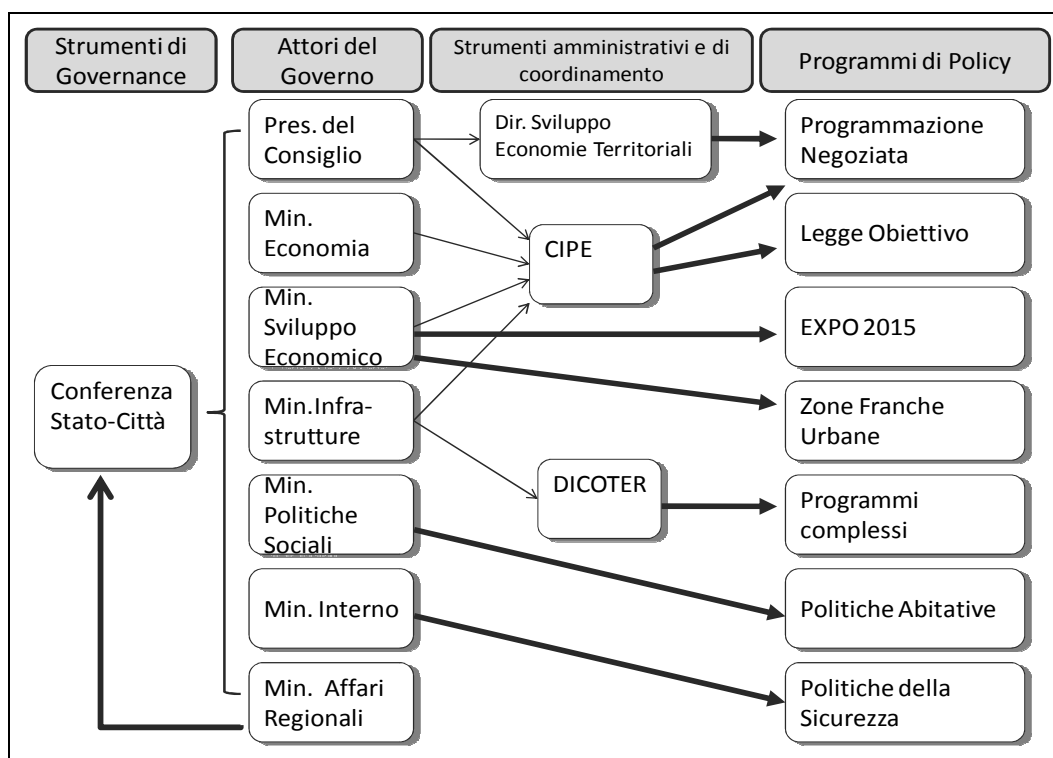 Strumenti di
Governance
Attori del
Governo
Strumenti amministrativi e di
coordinamento
Programmi di Policy
Conferenza
Stato-Città
Pres. del
Consiglio
Min.
Economia
Min.
Sviluppo
Economico
Min.Infra-
strutture
Min.
Politiche
Sociali
Min. Interno
Min. Affari
Regionali
Dir. Sviluppo
Economie Territoriali
CIPE
DICOTER
Programmazione
Negoziata
Legge Obiettivo
EXPO 2015
Zone Franche
Urbane
Programmi
complessi
Politiche Abitative
Politiche della
Sicurezza